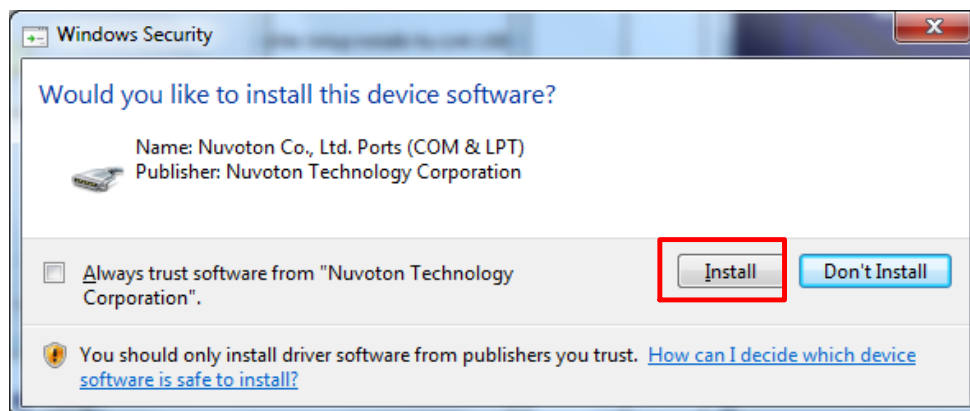 Windows Security
Would you like to install this device software?
Name: Nuvoton Co., Ltd. Ports (COM & LPT)
Publisher: Nuvoton Technology Corporation
Always trust software from "Nuvoton Technology
Corporation".
Install
Don't Install
You should only install driver software from publishers you trust. How can I decide which device
software is safe to install?